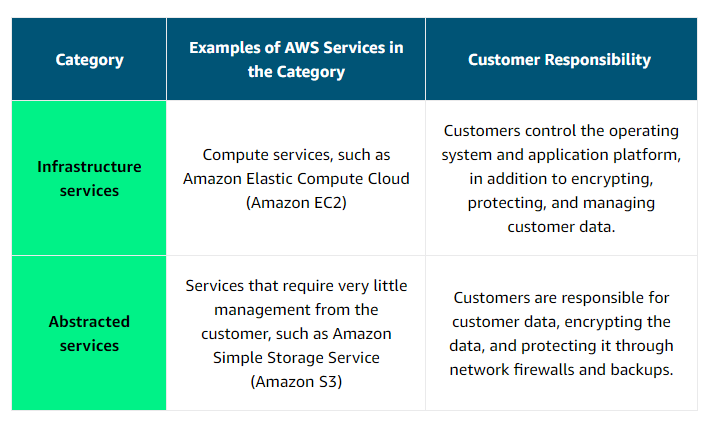 Category
Examples of AWS Services in
the Category
Customer Responsibility
Infrastructure
services
Compute services, such as
Amazon Elastic Compute Cloud
(Amazon EC2)
Customers control the operating
system and application platform,
in addition to encrypting,
protecting, and managing
customer data.
Abstracted
services
Services that require very little
management from the
customer, such as Amazon
Simple Storage Service
(Amazon S3)
Customers are responsible for
customer data, encrypting the
data, and protecting it through
network firewalls and backups.